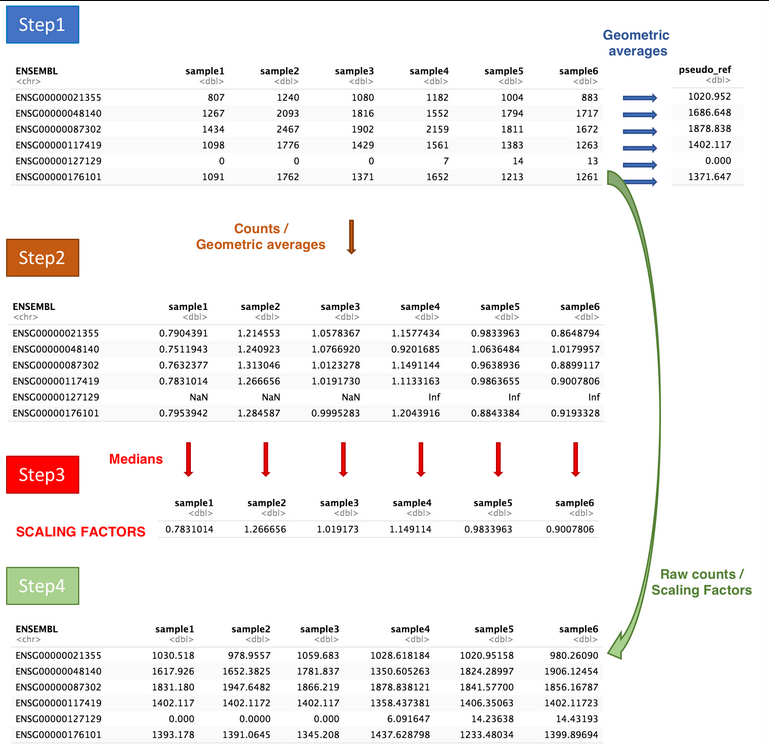 Step1
Geometric
averages
ENSEMBL sample1 sample2 sample3 sample4 sample5 sample6 pseudo_ref
<chr> <dbl> <dbl> <dbl> <dbl> <dbl> <dbl> <dbl>
ENSG00000021355 807 1240 1080 1182 1004 883 1020.952
ENSG00000048140 1267 2093 1816 1552 1794 1717 1686.648
ENSG00000087302 1434 2467 1902 2159 1811 1672 1878.838
ENSG00000117419 1098 1776 1429 1561 1383 1263 1402.117
ENSG00000127129 0 0 0 7 14 13 0.000
ENSG00000176101 1091 1762 1371 1652 1213 1261 1371.647
Counts /
Geometric averages
Step2
ENSEMBL sample1 sample2 sample3 sample4 sample5 sample6
<chr> <dbl> <dbl> <dbl> <dbl> <dbl> <dbl>
ENSG00000021355 0.7904391 1.214553 1.0578367 1.1577434 0.9833963 0.8648794
ENSG00000048140 0.7511943 1.240923 1.0766920 0.9201685 1.0636484 1.0179957
ENSG00000087302 0.7632377 1.313046 1.0123278 1.1491144 0.9638936 0.8899117
ENSG00000117419 0.7831014 1.266656 1.0191730 1.1133163 0.9863655 0.9007806
ENSG00000127129 NaN NaN NaN Inf Inf Inf
ENSG00000176101 0.7953942 1.284587 0.9995283 1.2043916 0.8843384 0.9193328
Medians
Step3
sample1 sample2 sample3 sample4 sample5 sample6
<dbl> <dbl> <dbl> <dbl> <dbl> <dbl>
SCALING FACTORS 0.7831014 1.266656 1.019173 1.149114 0.9833963 0.9007806
Step4
Raw counts /
Scaling Factors
ENSEMBL sample1 sample2 sample3 sample4 sample5 sample6
<chr> <dbl> <dbl> <dbl> <dbl> <dbl> <dbl>
ENSG00000021355 1030.518 978.9557 1059.683 1028.618184 1020.95158 980.26090
ENSG00000048140 1617.926 1652.3825 1781.837 1350.605263 1824.28997 1906.12454
ENSG00000087302 1831.180 1947.6482 1866.219 1878.838121 1841.57700 1856.16787
ENSG00000117419 1402.117 1402.1172 1402.117 1358.437381 1406.35063 1402.11723
ENSG00000127129 0.000 0.0000 0.000 6.091647 14.23638 14.43193
ENSG00000176101 1393.178 1391.0645 1345.208 1437.628798 1233.48034 1399.89694